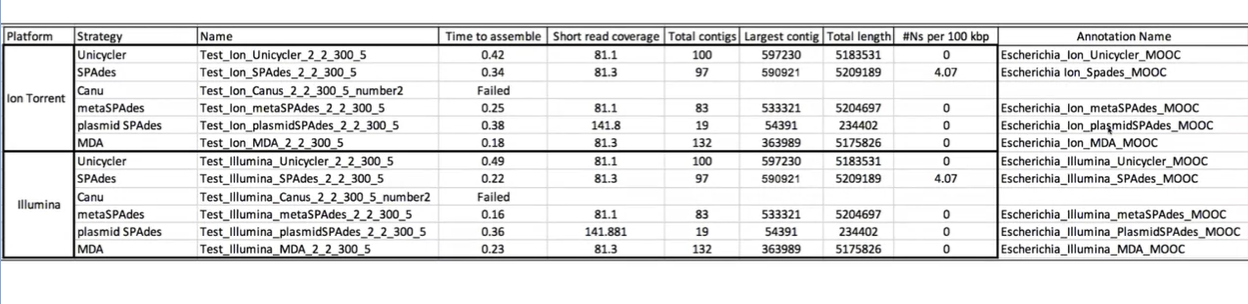 Platform Strategy Name Time to assemble Short read coverage Total contigs Largest contig Total length #Ns per 100 kbp Annotation Name
Ion Torrent
Unicycler Test_Ion_Unicycler_2_2_300_5 0.42 81.1 100 597230 5183531 0 Escherichia_Ion_Unicycler_MOOC
SPAdes Test_Ion_SPAdes_2_2_300_5 0.34 81.3 97 590921 5209189 4.07 Escherichia Ion_Spades_MOOC
Canu Test_Ion_Canus_2_2_300_5_number2 Failed
metaSPAdes Test_Ion_metaSPAdes_2_2_300_5 0.25 81.1 83 533321 5204697 0 Escherichia_Ion_metaSPAdes_MOOC
plasmid SPAdes Test_Ion_plasmidSPAdes_2_2_300_5 0.38 141.8 19 54391 234402 0 Escherichia_Ion_plasmidSPAdes_MOOC
MDA Test_Ion_MDA_2_2_300_5 0.18 81.3 132 363989 5175826 0 Escherichia_Ion_MDA_MOOC
Illumina
Unicycler Test_Illumina_Unicycler_2_2_300_5 0.49 81.1 100 597230 5183531 0 Escherichia_Illumina_Unicycler_MOOC
SPAdes Test_Illumina_SPAdes_2_2_300_5 0.22 81.3 97 590921 5209189 4.07 Escherichia_Illumina_SPAdes_MOOC
Canu Test_Illumina_Canus_2_2_300_5_number2 Failed
metaSPAdes Test_Illumina_metaSPAdes_2_2_300_5 0.16 81.1 83 533321 5204697 0 Escherichia_Illumina_metaSPAdes_MOOC
plasmid SPAdes Test_Illumina_plasmidSPAdes_2_2_300_5 0.36 141.881 19 54391 234402 0 Escherichia_Illumina_PlasmidSPAdes_MOOC
MDA Test_Illumina_MDA_2_2_300_5 0.23 81.3 132 363989 5175826 0 Escherichia_Illumina_MDA_MOOC